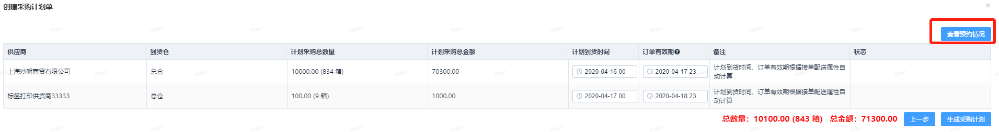 创建采购计划单
查看预约情况
供应商 到货仓 计划采购总数量 计划采购总金额 计划到货时间 订单有效期 备注 状态
上海妙明商贸有限公司 总仓 10000.00 (834 箱) 70300.00 2020-04-16 00 2020-04-17 23 计划到货时间、订单有效期根据接单配送属性自
动计算
标签打印供货商33333 总仓 100.00 (9 箱) 1000.00 2020-04-17 00 2020-04-18 23 计划到货时间、订单有效期根据接单配送属性自
动计算
总数量：10100.00 (843 箱) 总金额：71300.00 上一步 生成采购计划
masx